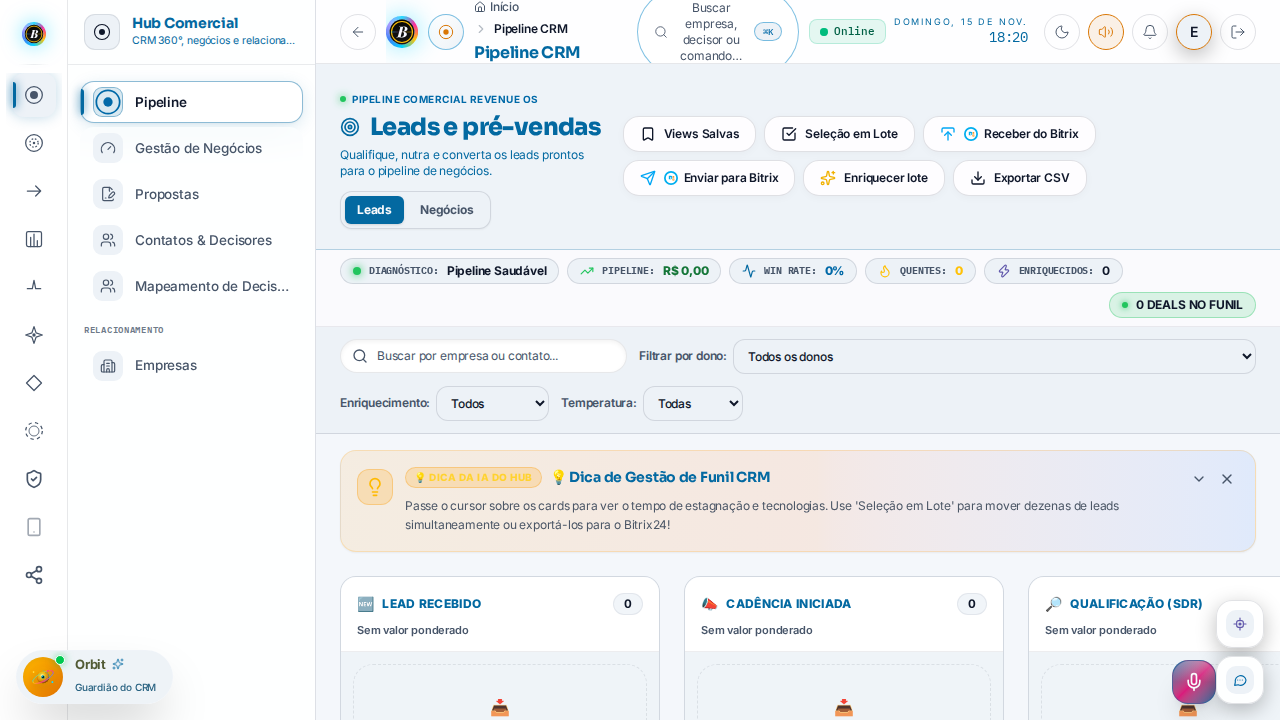 Hub Comercial
CRM 360°, negócios e relaciona...
Pipeline
Gestão de Negócios
Propostas
Contatos & Decisores
Mapeamento de Decis...
RELACIONAMENTO
Empresas
Orbit
Guardião do CRM
Início
Pipeline CRM
Pipeline CRM
Buscar empresa, decisor ou comando...
⌘K
Online
DOMINGO, 15 DE NOV.
18:20
E
PIPELINE COMERCIAL REVENUE OS
Leads e pré-vendas
Qualifique, nutra e converta os leads prontos
para o pipeline de negócios.
Leads
Negócios
Views Salvas
Seleção em Lote
Receber do Bitrix
Enviar para Bitrix
Enriquecer lote
Exportar CSV
DIAGNÓSTICO: Pipeline Saudável
PIPELINE: R$ 0,00
WIN RATE: 0%
QUENTES: 0
ENRIQUECIDOS: 0
0 DEALS NO FUNIL
Buscar por empresa ou contato...
Filtrar por dono: Todos os donos
Enriquecimento: Todos
Temperatura: Todas
💡 DICA DA IA DO HUB
💡 Dica de Gestão de Funil CRM
Passe o cursor sobre os cards para ver o tempo de estagnação e tecnologias. Use 'Seleção em Lote' para mover dezenas de leads
simultaneamente ou exportá-los para o Bitrix24!
🆕 LEAD RECEBIDO 0
Sem valor ponderado
📣 CADÊNCIA INICIADA 0
Sem valor ponderado
🔎 QUALIFICAÇÃO (SDR)
Sem valor ponderado